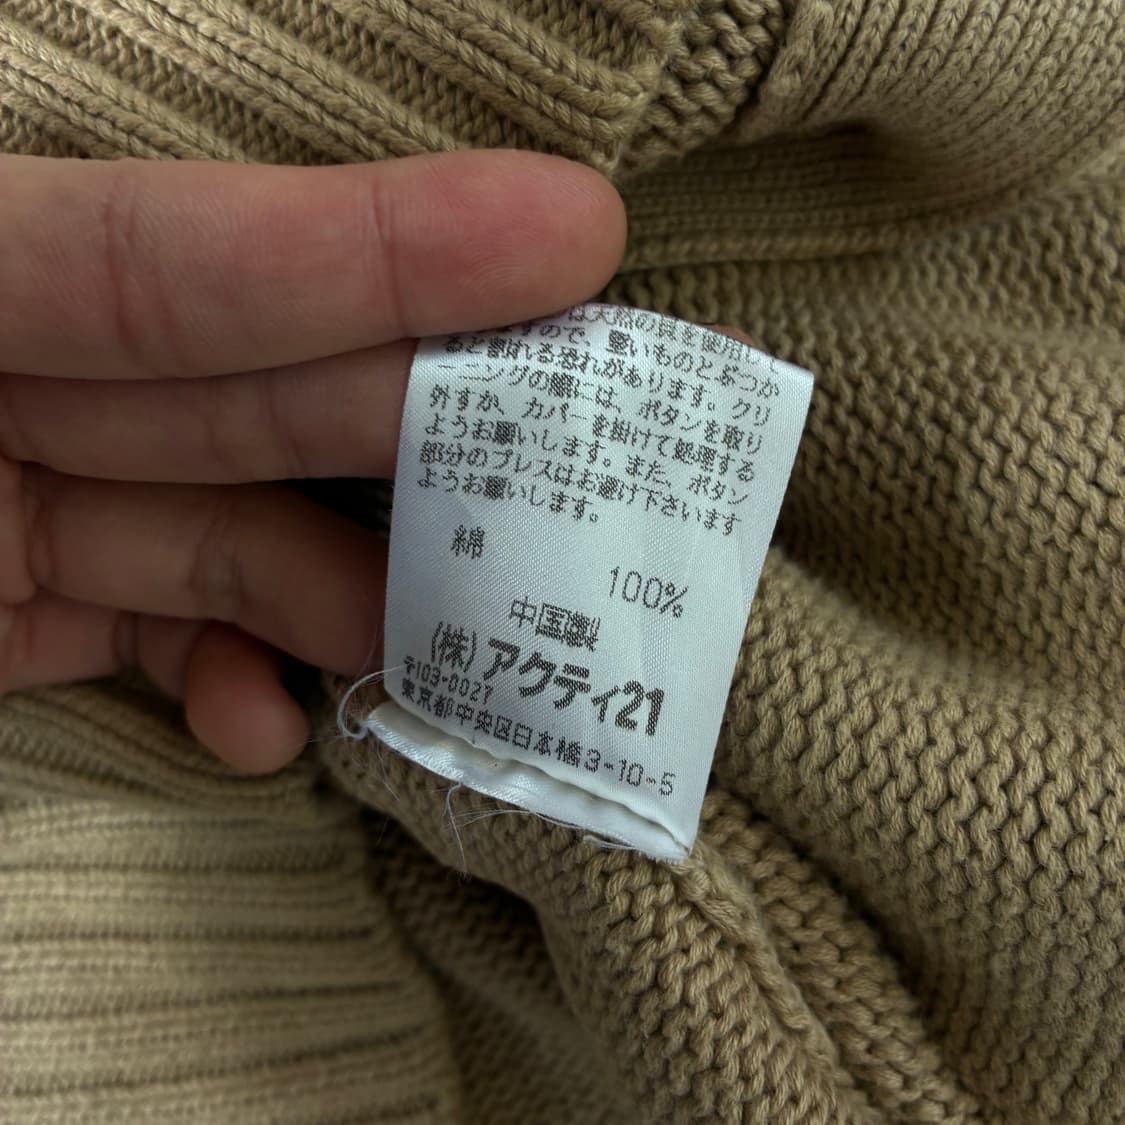 は天然の貝を使用して
ますので、堅いものとぶつか
ると割れる恐れがあります。クリ
ーニングの際には、ボタンを取り
外すか、カバーを掛けて処理する
ようお願いします。また、ボタン
部分のプレスはお避け下さいます
ようお願いします。
綿
100%
中国製
(株)アクティ21
〒103-0027
東京都中央区日本橋3-10-5